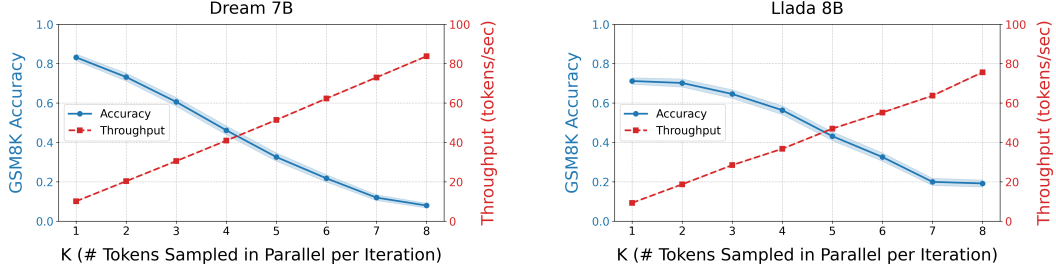 Dream 7B
1.0
0.8
0.6
0.4
0.2
0.0
GSM8K Accuracy
Accuracy
Throughput
100
80
60
40
20
0
Throughput (tokens/sec)
1 2 3 4 5 6 7 8
K (# Tokens Sampled in Parallel per Iteration)
Llada 8B
1.0
0.8
0.6
0.4
0.2
0.0
GSM8K Accuracy
Accuracy
Throughput
100
80
60
40
20
0
Throughput (tokens/sec)
1 2 3 4 5 6 7 8
K (# Tokens Sampled in Parallel per Iteration)